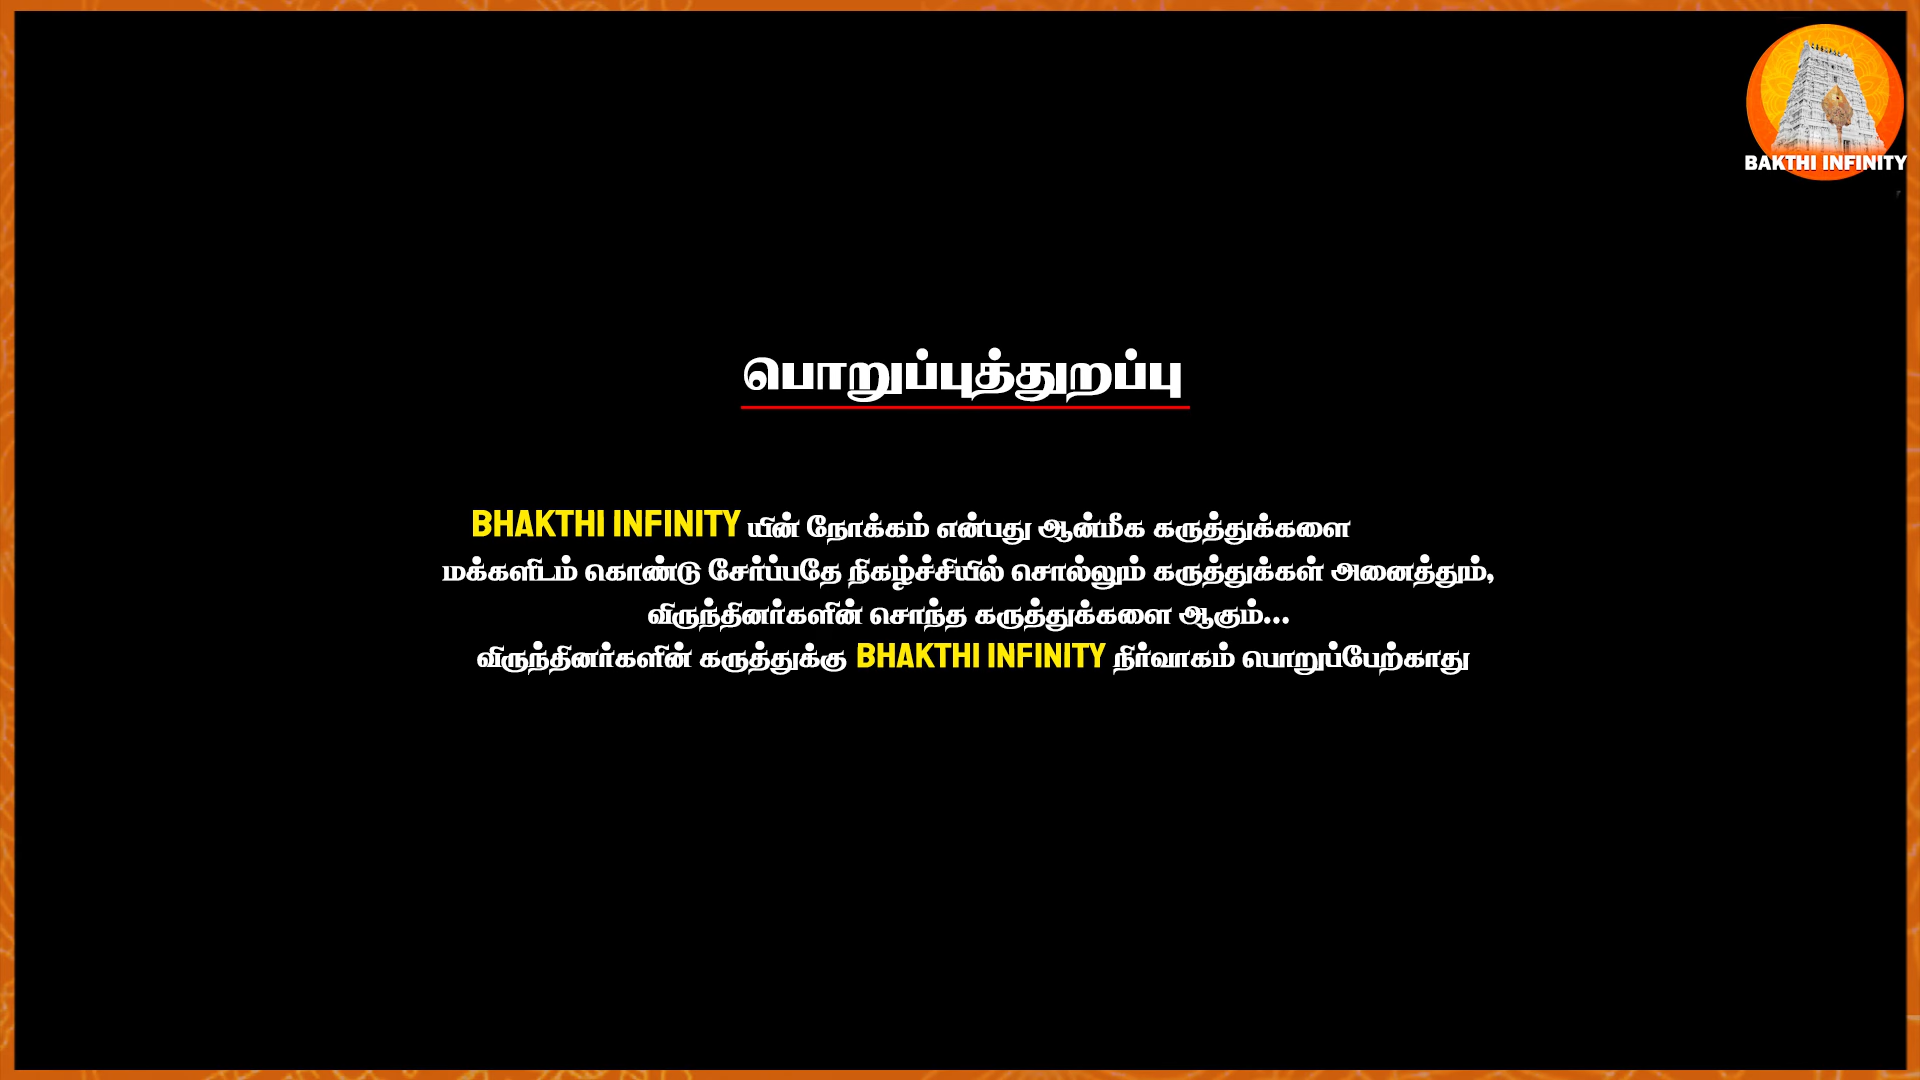 BAKTHI INFINITY
பொறுப்புத்துறப்பு
BHAKTHI INFINITY யின் நோக்கம் என்பது ஆன்மீக கருத்துக்களை
மக்களிடம் கொண்டு சேர்ப்பதே நிகழ்ச்சியில் சொல்லும் கருத்துக்கள் அனைத்தும்,
விருந்தினர்களின் சொந்த கருத்துக்களை ஆகும்...
விருந்தினர்களின் கருத்துக்கு BHAKTHI INFINITY நிர்வாகம் பொறுப்பேற்காது